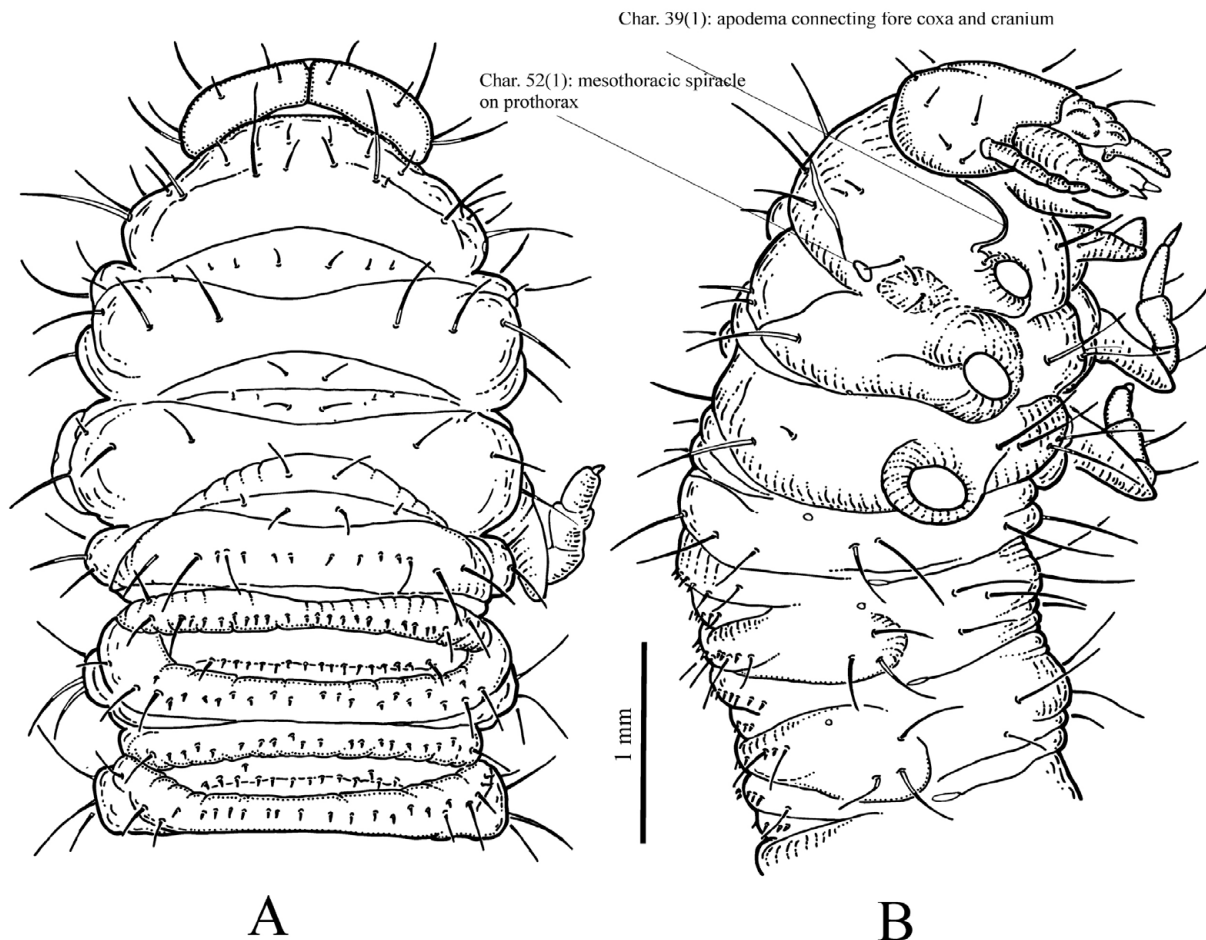 Char. 39(1): apodema connecting fore coxa and cranium
Char. 52(1): mesothoracic spiracle
on prothorax
1 mm
A
B